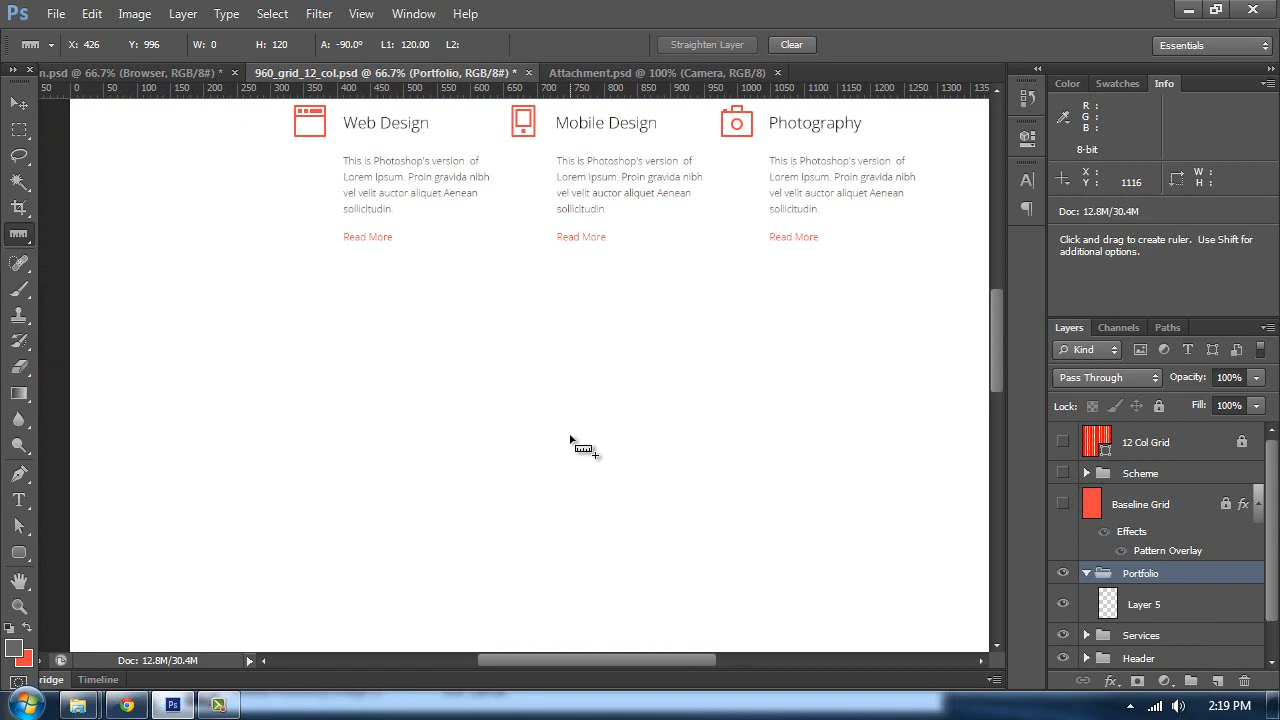 Ps File Edit Image Layer Type Select Filter View Window Help
X: 426 Y: 996 W: 0 H: 120 A: -90.0° L1: 120.00 L2: Straighten Layer Clear Essentials
n.psd @ 66.7% (Browser, RGB/8#) * × 960_grid_12_col.psd @ 66.7% (Portfolio, RGB/8#) * × Attachment.psd @ 100% (Camera, RGB/8) ×
50 0 50 100 150 200 250 300 350 400 450 500 550 600 650 700 750 800 850 900 950 1000 1050 1100 1150 1200 1250 1300 135
Web Design Mobile Design Photography
This is Photoshop's version of
Lorem Ipsum. Proin gravida nibh
vel velit auctor aliquet Aenean
sollicitudin.
Read More
This is Photoshop's version of
Lorem Ipsum. Proin gravida nibh
vel velit auctor aliquet Aenean
sollicitudin.
Read More
This is Photoshop's version of
Lorem Ipsum. Proin gravida nibh
vel velit auctor aliquet Aenean
sollicitudin.
Read More
Color Swatches Info
R :
G :
B :
8-bit
X :
Y : 1116
W :
H :
Doc: 12.8M/30.4M
Click and drag to create ruler. Use Shift for
additional options.
Layers Channels Paths
Kind
Pass Through Opacity: 100%
Lock: Fill: 100%
12 Col Grid
Scheme
Baseline Grid fx
Effects
Pattern Overlay
Portfolio
Layer 5
Services
Header
Doc: 12.8M/30.4M
ridge Timeline
Ps 2:19 PM